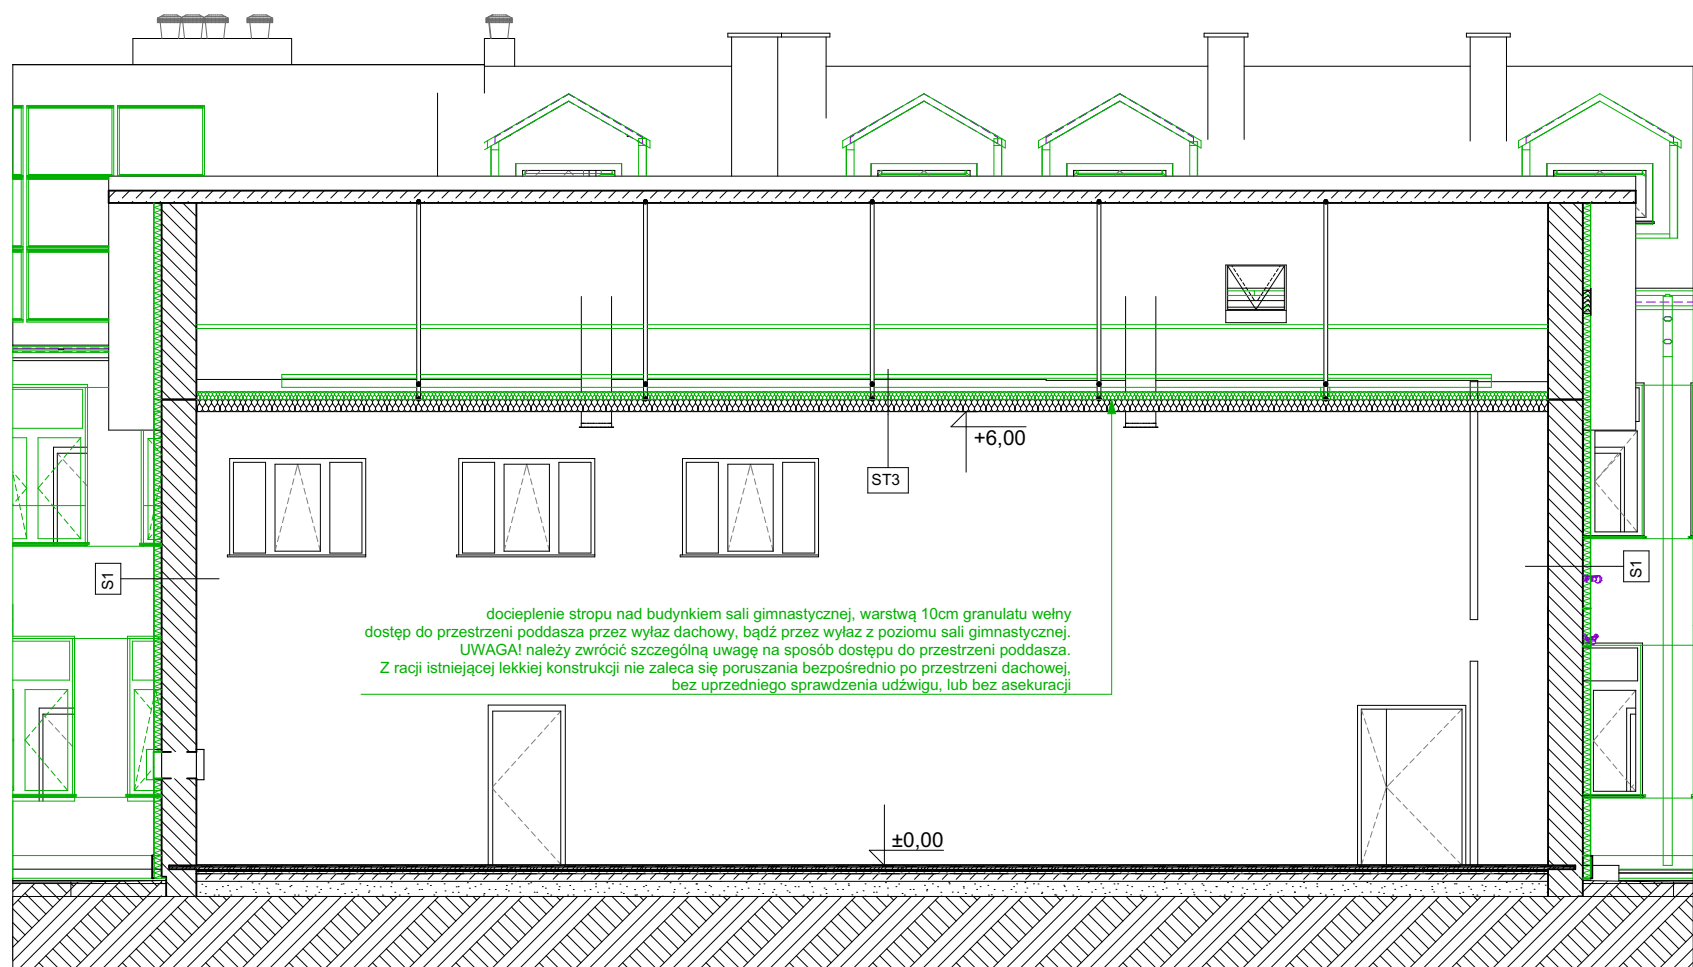 +6,00
ST3
S1
S1
docieplenie stropu nad budynkiem sali gimnastycznej, warstwą 10cm granulatu wełny
dostęp do przestrzeni poddasza przez wyłaz dachowy, bądź przez wyłaz z poziomu sali gimnastycznej.
UWAGA! należy zwrócić szczególną uwagę na sposób dostępu do przestrzeni poddasza.
Z racji istniejącej lekkiej konstrukcji nie zaleca się poruszania bezpośrednio po przestrzeni dachowej,
bez uprzedniego sprawdzenia udźwigu, lub bez asekuracji
±0,00